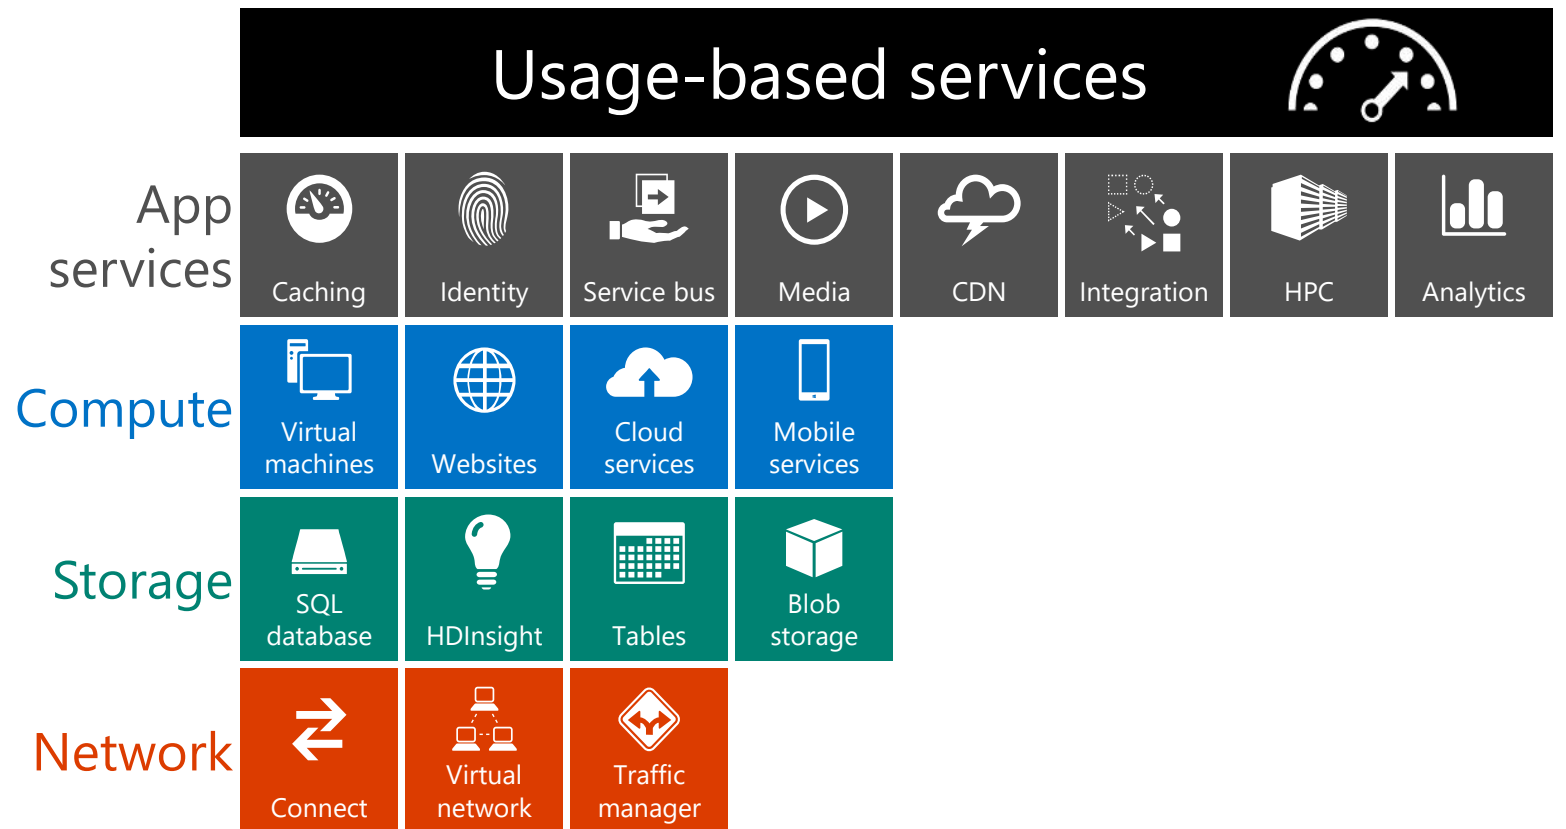 Usage-based services
App
services
Caching
Identity
Service bus
Media
CDN
Integration
HPC
Analytics
Compute
Virtual
machines
Websites
Cloud
services
Mobile
services
Storage
SQL
database
HDInsight
Tables
Blob
storage
Network
Connect
Virtual
network
Traffic
manager